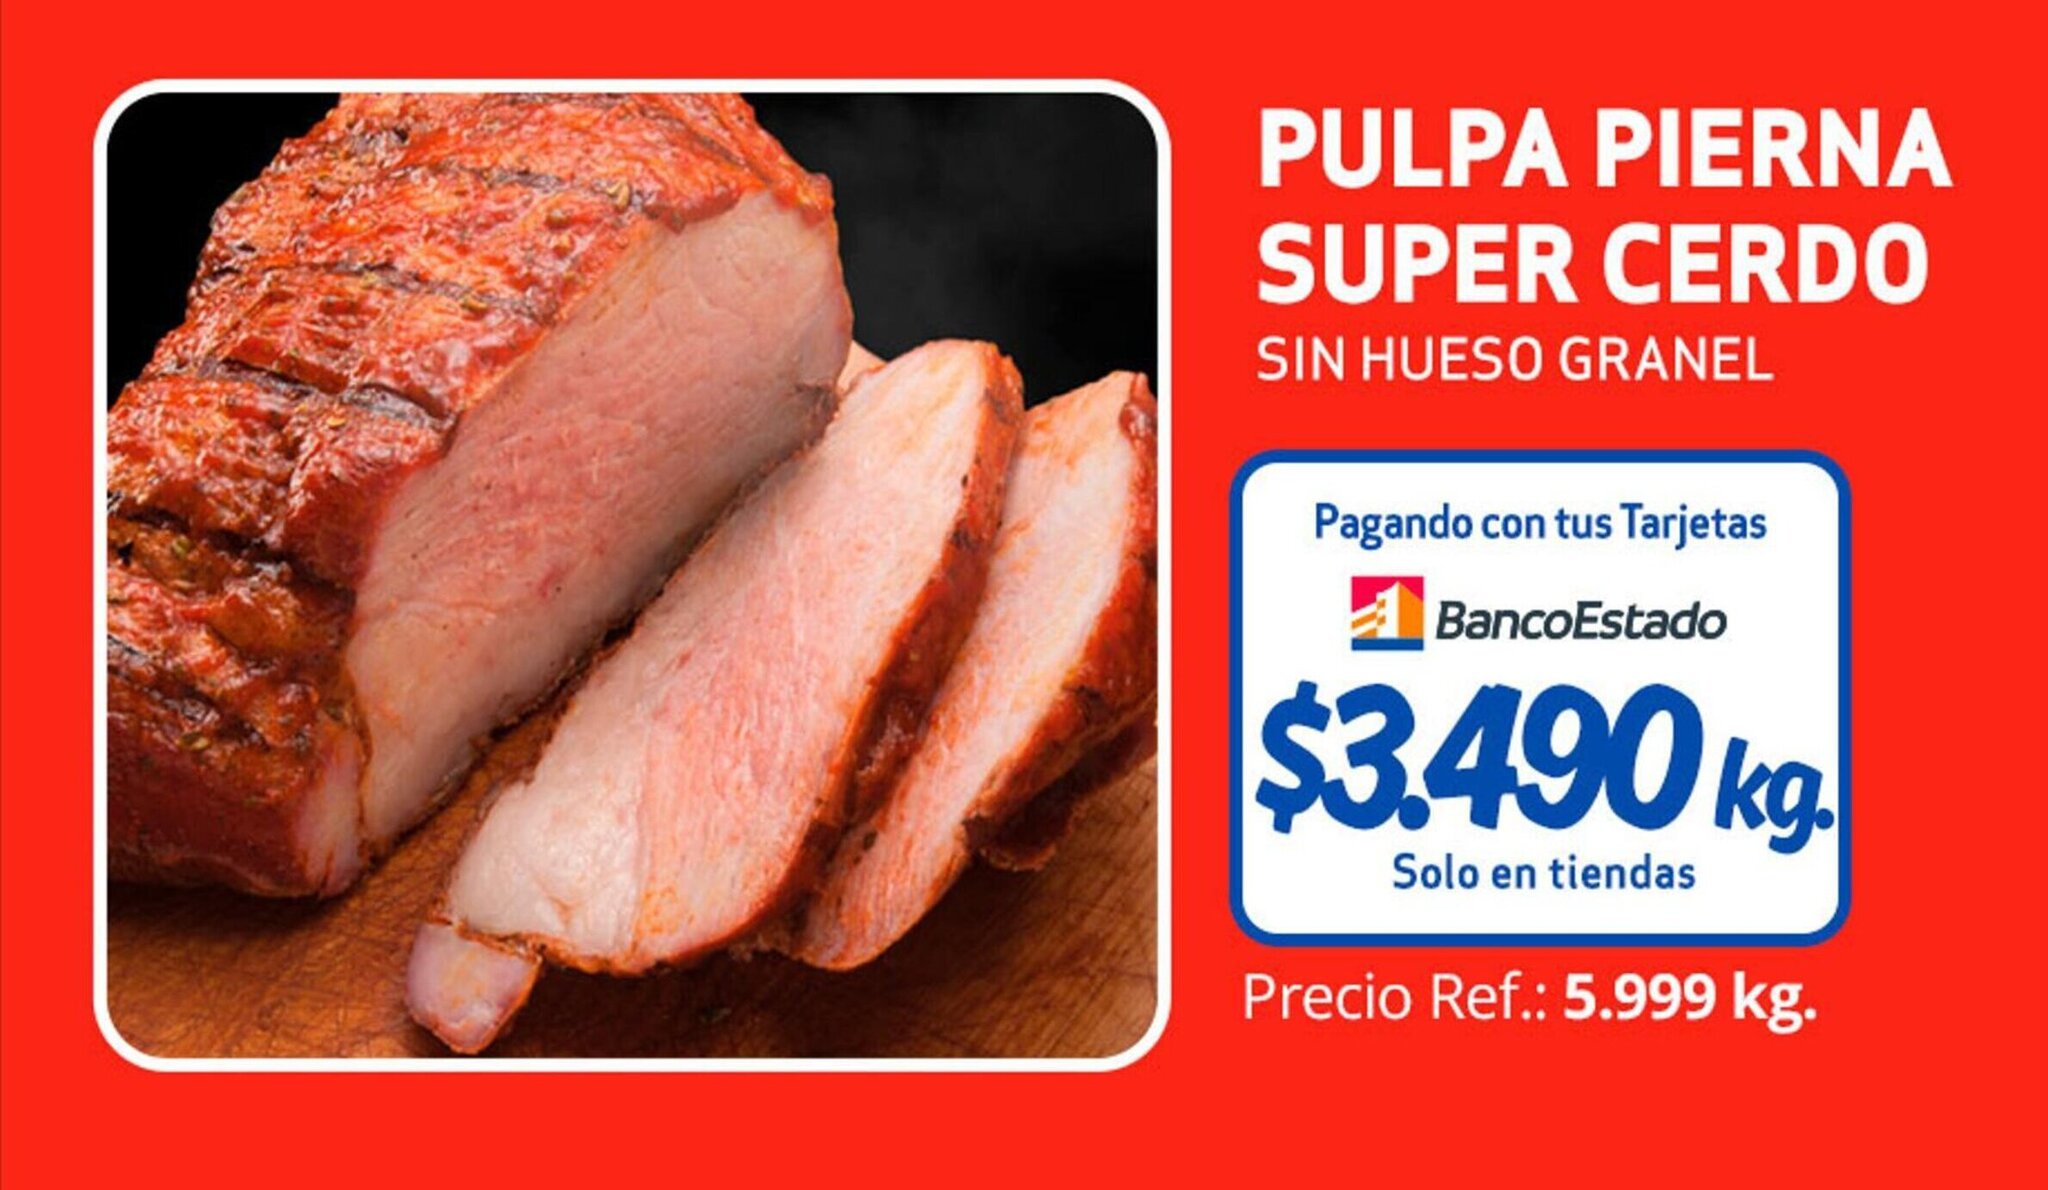 PULPA PIERNA
SUPER CERDO
SIN HUESO GRANEL
Pagando con tus Tarjetas
BancoEstado
$3.490 kg.
Solo en tiendas
Precio Ref.: 5.999 kg.